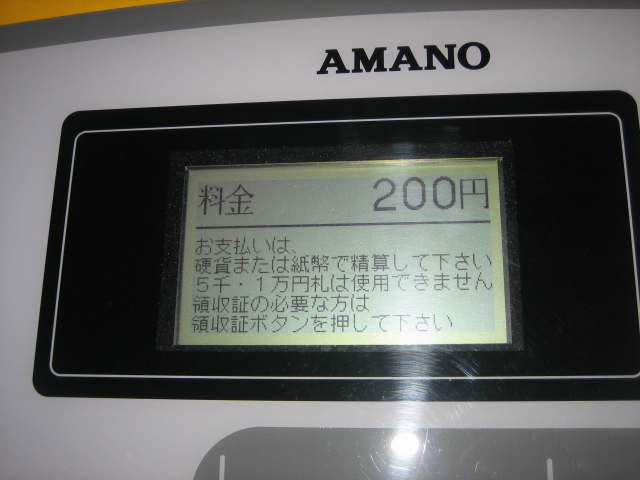 AMANO
料金 200円
お支払いは、
硬貨または紙幣で精算して下さい
5千・1万円札は使用できません
領収証の必要な方は
領収証ボタンを押して下さい